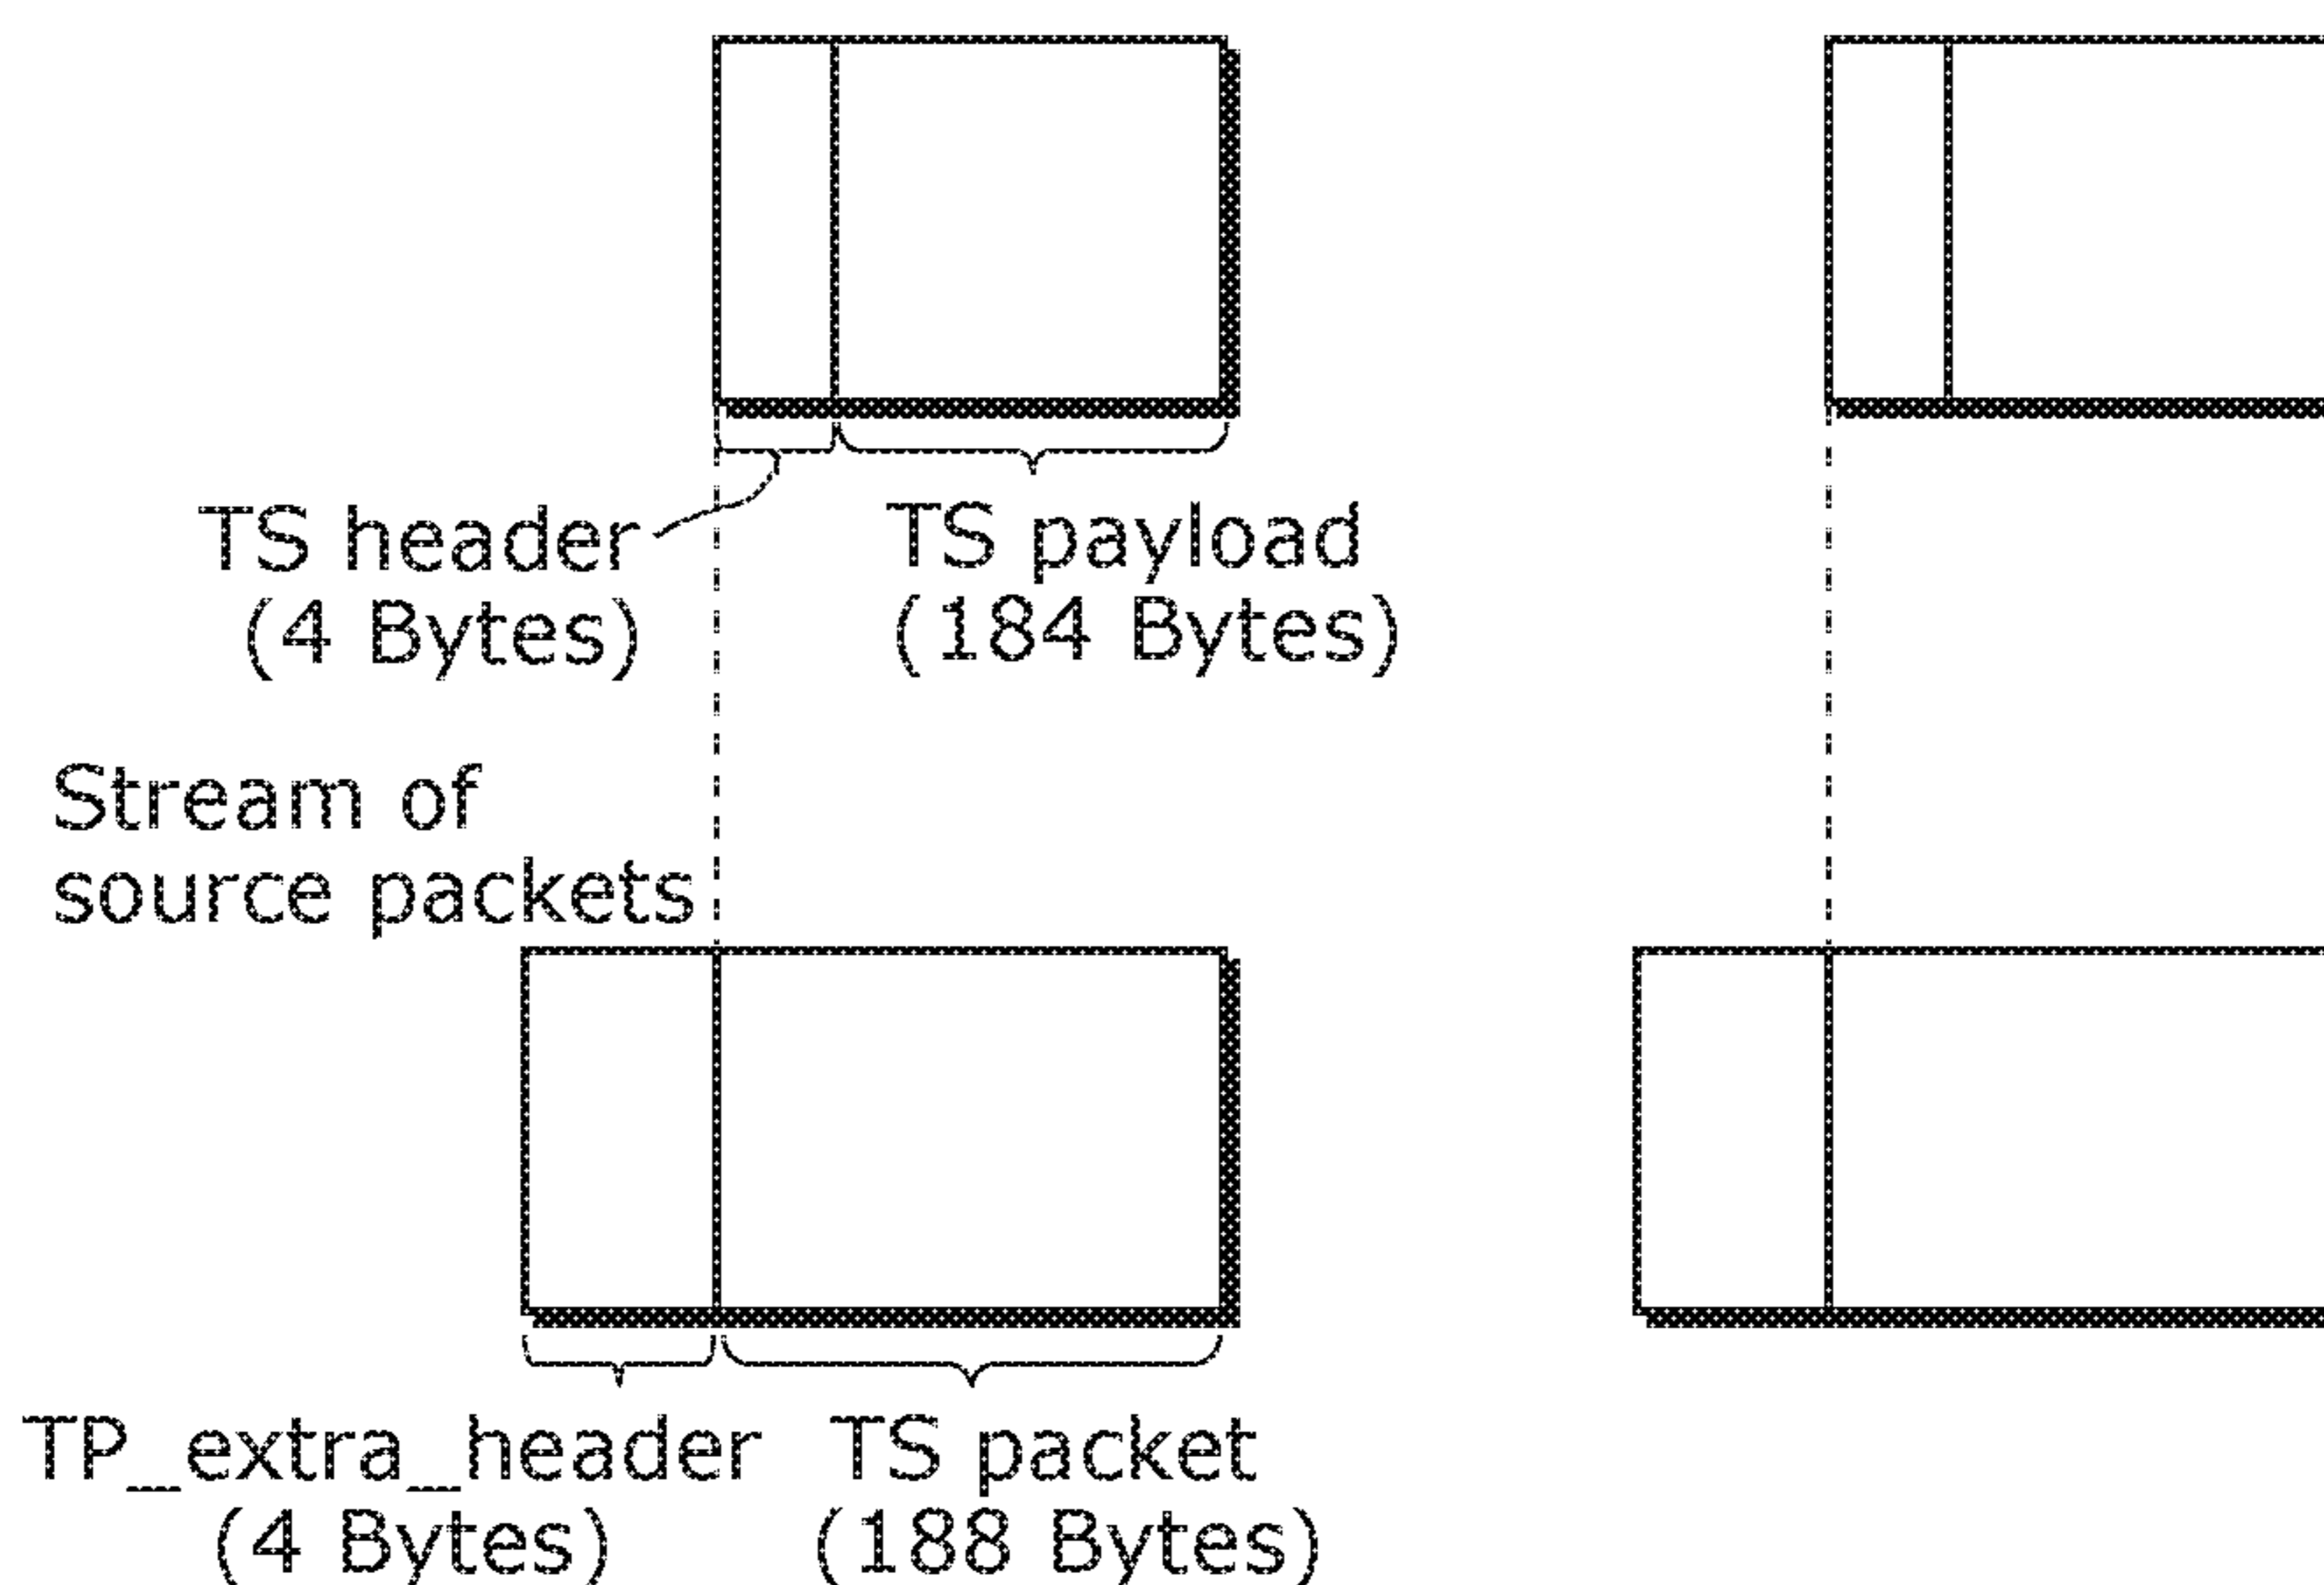 TS header
(4 Bytes)
TS payload
(184 Bytes)
Stream of
source packets
TP_extra_header
(4 Bytes)
TS packet
(188 Bytes)